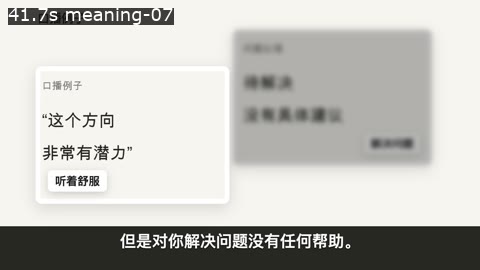 41.7s meaning-07
口播例子
“这个方向
非常有潜力”
听着舒服
待解决
没有具体建议
解决问题
但是对你解决问题没有任何帮助。